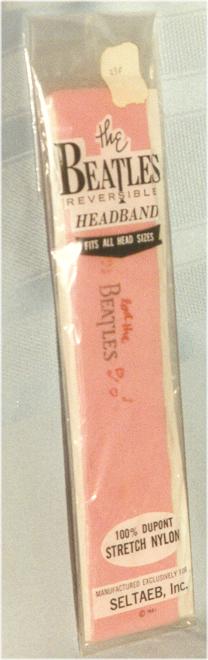 the
BEATLES
REVERSIBLE
HEADBAND
FITS ALL HEAD SIZES
BEATLES
100% DUPONT
STRETCH NYLON
MANUFACTURED EXCLUSIVELY FOR
SELTAEB, Inc.